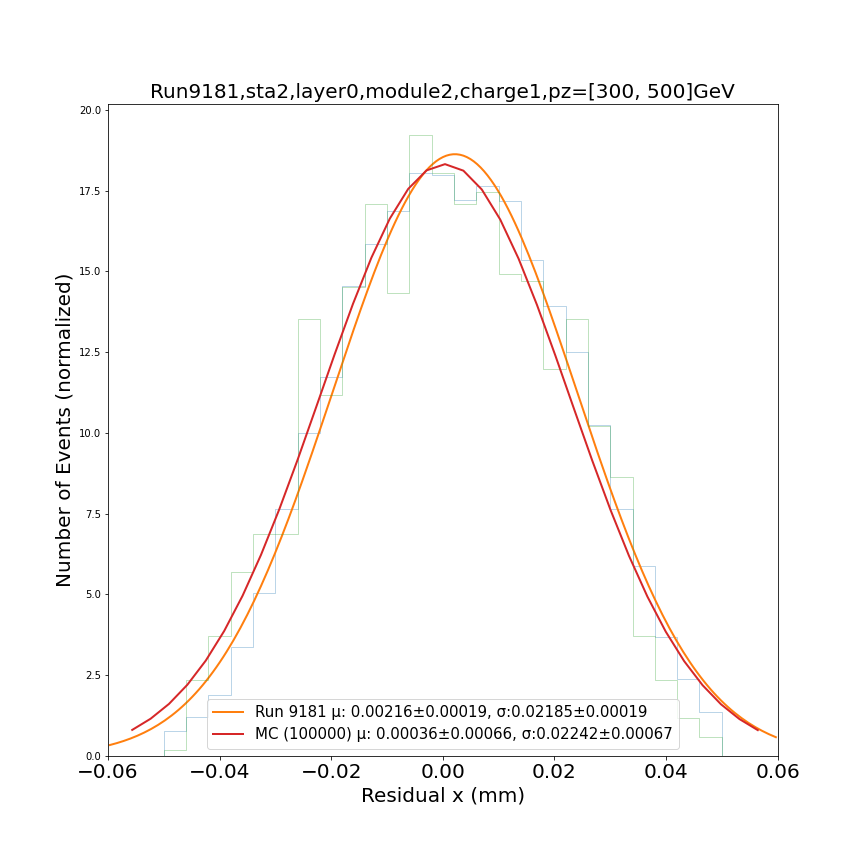 Run9181,sta2,layer0,module2,charge1,pz=[300, 500]GeV
20.0
17.5
15.0
12.5
10.0
7.5
5.0
2.5
0.0
Number of Events (normalized)
Run 9181 μ: 0.00216±0.00019, σ:0.02185±0.00019
MC (100000) μ: 0.00036±0.00066, σ:0.02242±0.00067
−0.06 −0.04 −0.02 0.00 0.02 0.04 0.06
Residual x (mm)